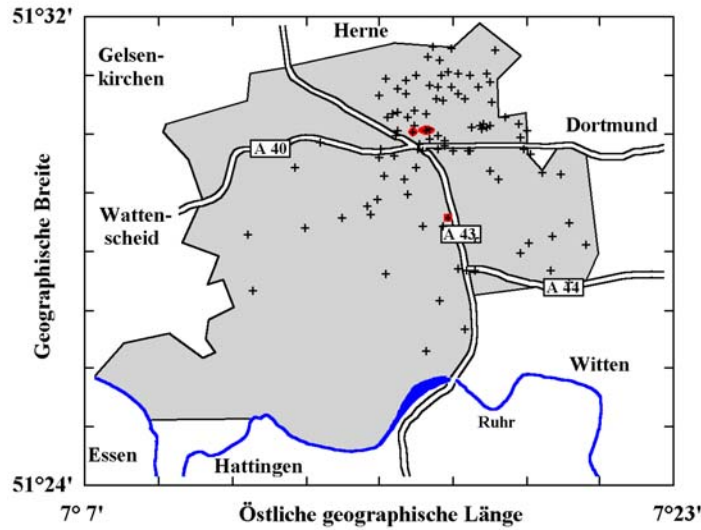 51°32'
Herne
Gelsen-
kirchen
Dortmund
A 40
Geographische Breite
Watten-
scheid
A 43
A 44
Witten
Ruhr
Essen
Hattingen
51°24'
7° 7'
Östliche geographische Länge
7°23'